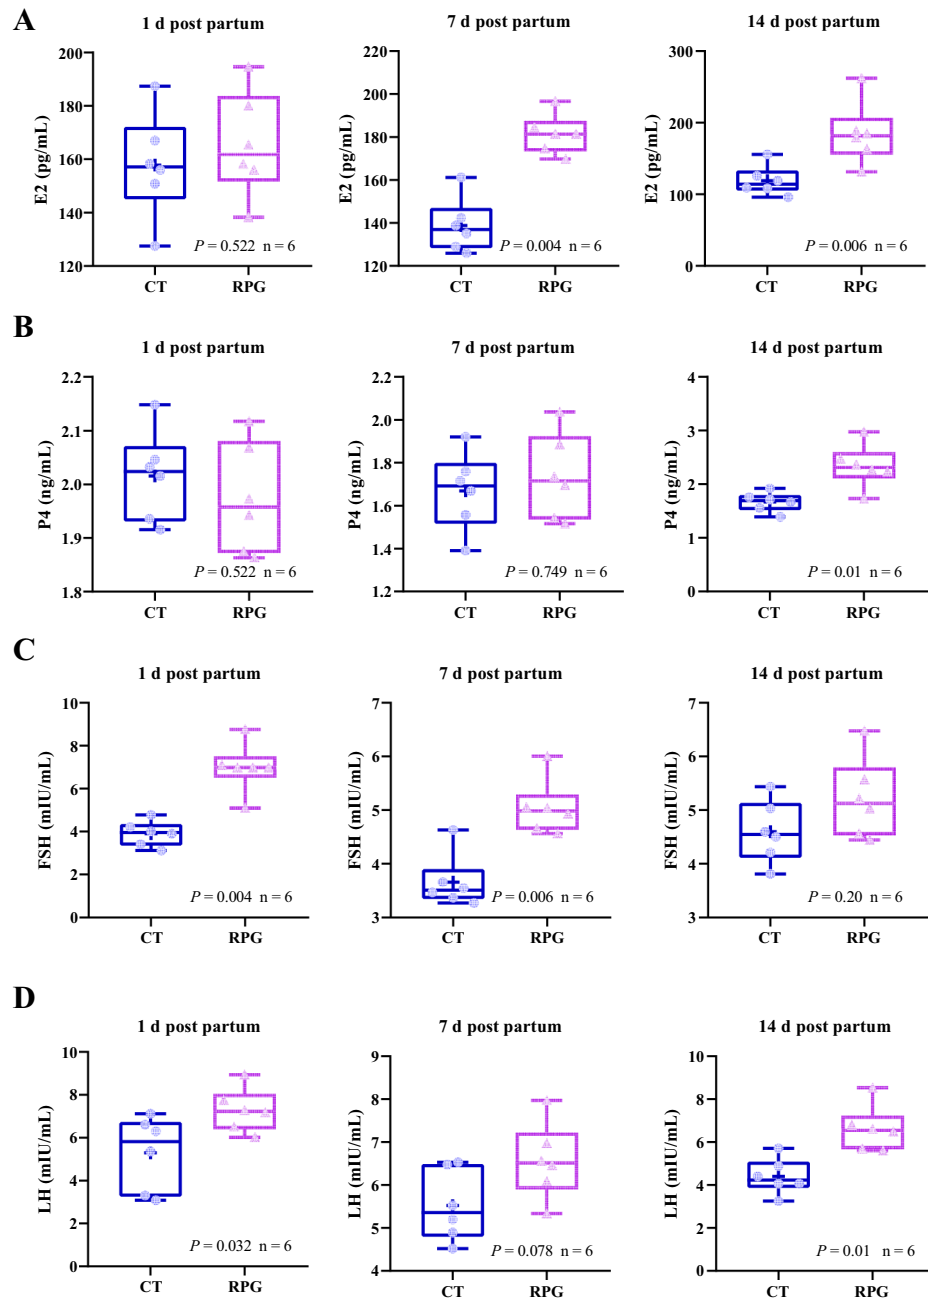 A
1 d post partum
7 d post partum
14 d post partum
E2 (pg/mL)
200
180
160
140
120
P = 0.522 n = 6
CT
RPG
E2 (pg/mL)
220
200
180
160
140
120
P = 0.004 n = 6
CT
RPG
E2 (pg/mL)
300
200
100
0
P = 0.006 n = 6
CT
RPG
B
1 d post partum
7 d post partum
14 d post partum
P4 (ng/mL)
2.2
2.1
2.0
1.9
1.8
P = 0.522 n = 6
CT
RPG
P4 (ng/mL)
2.2
2.0
1.8
1.6
1.4
1.2
P = 0.749 n = 6
CT
RPG
P4 (ng/mL)
4
3
2
1
0
P = 0.01 n = 6
CT
RPG
C
1 d post partum
7 d post partum
14 d post partum
FSH (mIU/mL)
10
8
6
4
2
0
P = 0.004 n = 6
CT
RPG
FSH (mIU/mL)
7
6
5
4
3
P = 0.006 n = 6
CT
RPG
FSH (mIU/mL)
7
6
5
4
3
P = 0.20 n = 6
CT
RPG
D
1 d post partum
7 d post partum
14 d post partum
LH (mIU/mL)
10
8
6
4
2
0
P = 0.032 n = 6
CT
RPG
LH (mIU/mL)
9
8
7
6
5
4
P = 0.078 n = 6
CT
RPG
LH (mIU/mL)
10
8
6
4
2
0
P = 0.01 n = 6
CT
RPG